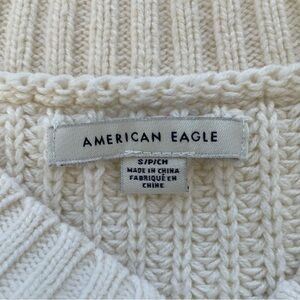 AMERICAN EAGLE
S/P/CH
MADE IN CHINA
FABRIQUÉ EN
CHINE